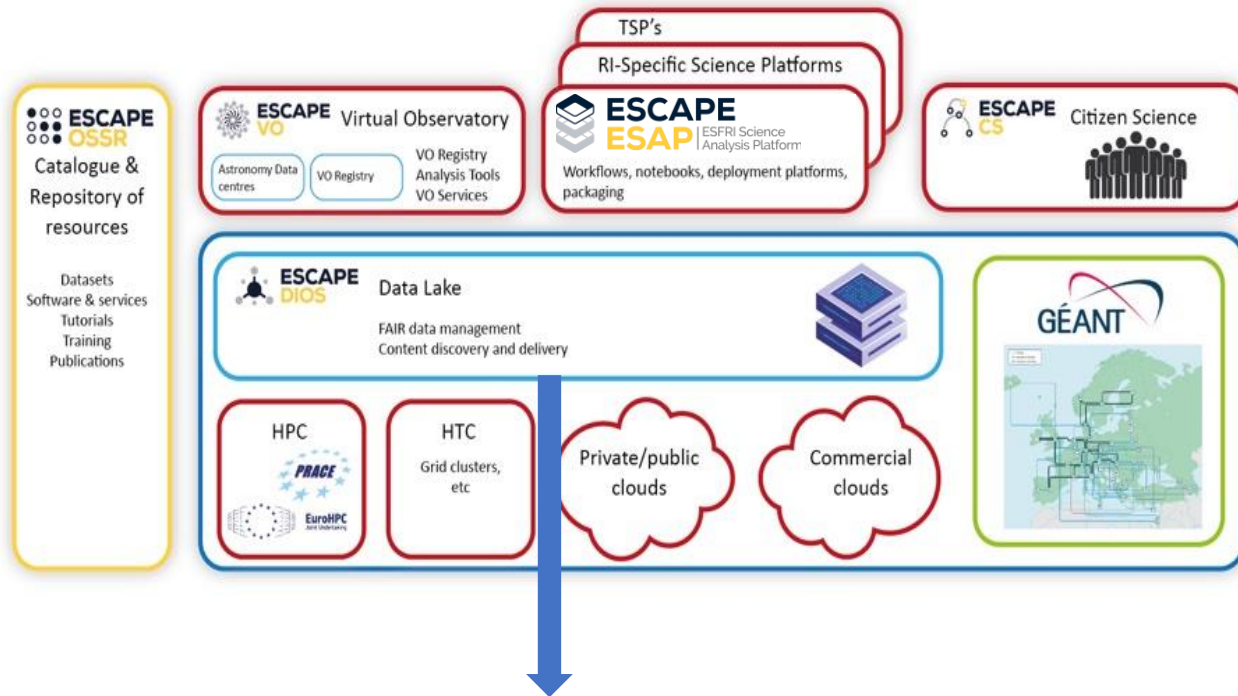 TSP's
RI-Specific Science Platforms
ESCAPE
OSSR
Catalogue &
Repository of
resources
Datasets
Software & services
Tutorials
Training
Publications
ESCAPE
VO
Virtual Observatory
Astronomy Data
centres
VO Registry
VO Registry
Analysis Tools
VO Services
ESCAPE
ESAP
ESFRI Science
Analysis Platform
Workflows, notebooks, deployment platforms,
packaging
ESCAPE
CS
Citizen Science
ESCAPE
DIOS
Data Lake
FAIR data management
Content discovery and delivery
GÉANT
HPC
PRACE
EuroHPC
Joint Undertaking
HTC
Grid clusters,
etc
Private/public
clouds
Commercial
clouds